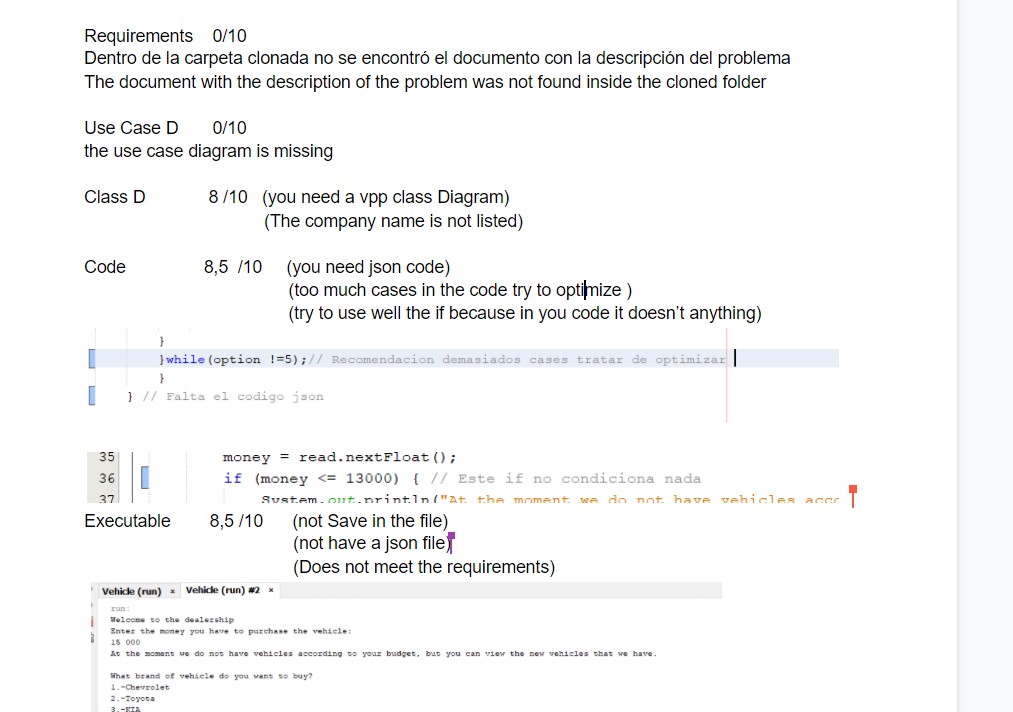 Requirements 0/10
Dentro de la carpeta clonada no se encontró el documento con la descripción del problema
The document with the description of the problem was not found inside the cloned folder
Use Case D 0/10
the use case diagram is missing
Class D 8 /10 (you need a vpp class Diagram)
(The company name is not listed)
Code 8,5 /10 (you need json code)
(too much cases in the code try to optimize )
(try to use well the if because in you code it doesn't anything)
}
}while(option !=5);// Recomendacion demasiados cases tratar de optimizar
}
} // Falta el codigo json
35 money = read.nextFloat();
36 if (money <= 13000) { // Este if no condiciona nada
37 System.out.println("At the moment we do not have vehicles acco
Executable 8,5 /10 (not Save in the file)
(not have a json file)
(Does not meet the requirements)
Vehicle (run) × Vehicle (run) #2 ×
run:
Welcome to the dealership
Enter the money you have to purchase the vehicle:
15 000
At the moment we do not have vehicles according to your budget, but you can view the new vehicles that we have.
What brand of vehicle do you want to buy?
1.-Chevrolet
2.-Toyota
3.-KIA